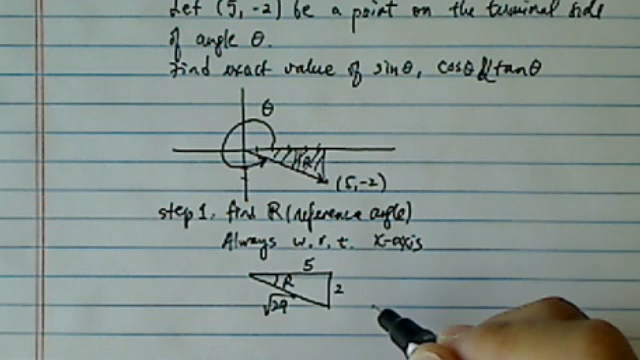 Let (5, -2) be a point on the terminal side
of angle θ.
Find exact value of sinθ, cosθ & tanθ
θ
R
(5, -2)
step 1. find R (reference angle)
Always w.r.t. x-axis
5
R
2
√29